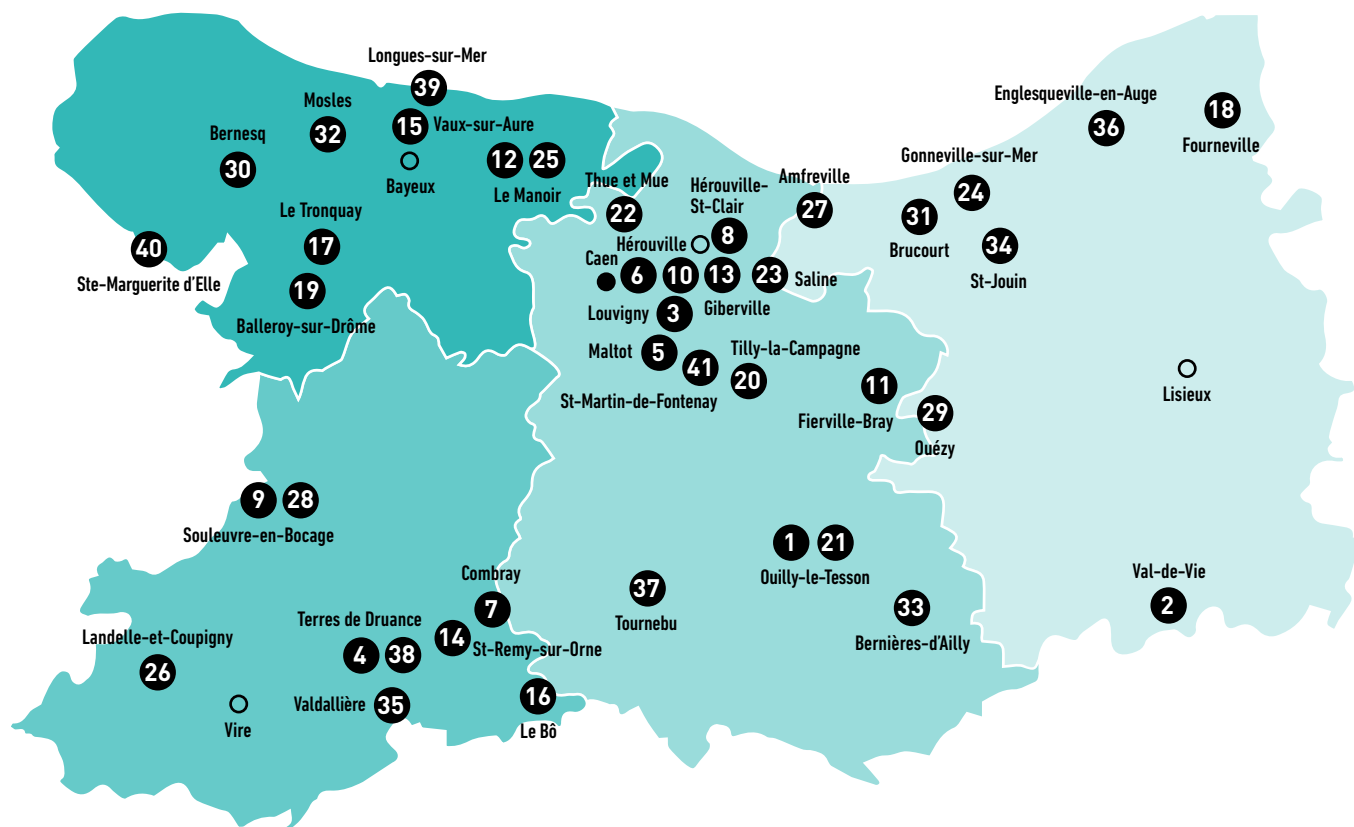 Longues-sur-Mer
39
Mosles
32
15
Vaux-sur-Aure
Bernesq
30
Bayeux
12
25
Le Manoir
Le Tronquay
17
40
Ste-Marguerite d'Elle
19
Balleroy-sur-Drôme
Thue et Mue
22
Hérouville-
St-Clair
8
Hérouville
Amfreville
27
Caen
6
10
13
23
Saline
Giberville
Louvigny
3
Maltot
5
41
St-Martin-de-Fontenay
Tilly-la-Campagne
20
11
Fierville-Bray
29
Ouézy
Englesqueville-en-Auge
36
18
Fourneville
Gonneville-sur-Mer
24
31
Brucourt
34
St-Jouin
Lisieux
9
28
Souleuvre-en-Bocage
Combray
7
Terres de Druance
4
38
14
St-Remy-sur-Orne
Landelle-et-Coupigny
26
Vire
Valdallière
35
16
Le Bô
37
Tournebu
1
21
Ouilly-le-Tesson
33
Bernières-d'Ailly
Val-de-Vie
2